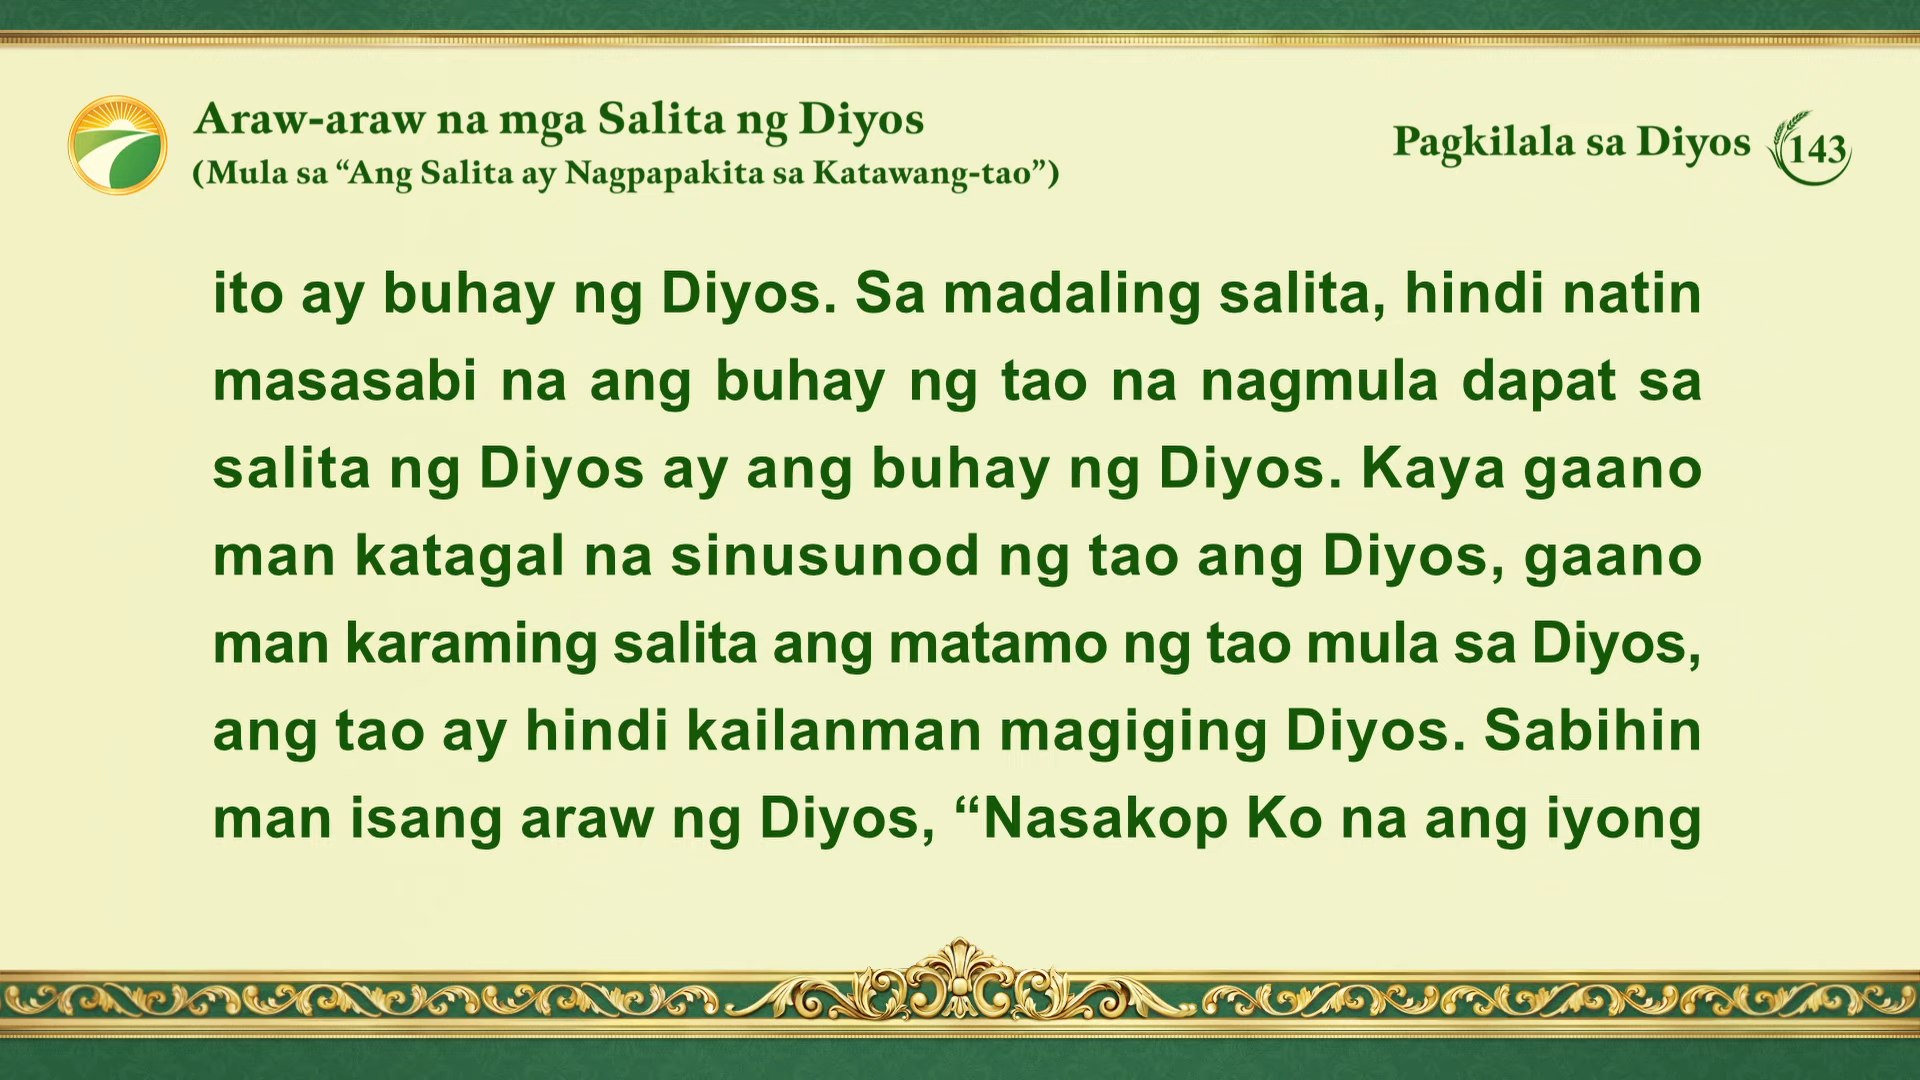 Araw-araw na mga Salita ng Diyos
(Mula sa “Ang Salita ay Nagpapakita sa Katawang-tao”)
Pagkilala sa Diyos 143
ito ay buhay ng Diyos. Sa madaling salita, hindi natin
masasabi na ang buhay ng tao na nagmula dapat sa
salita ng Diyos ay ang buhay ng Diyos. Kaya gaano
man katagal na sinusunod ng tao ang Diyos, gaano
man karaming salita ang matamo ng tao mula sa Diyos,
ang tao ay hindi kailanman magiging Diyos. Sabihin
man isang araw ng Diyos, “Nasakop Ko na ang iyong